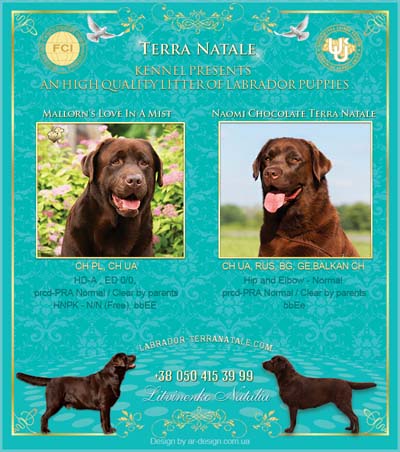 FCI
TERRA NATALE
KENNEL PRESENTS
AN HIGH QUALITY LITTER OF LABRADOR PUPPIES
MALLORN'S LOVE IN A MIST
NAOMI CHOCOLATE TERRA NATALE
CH PL, CH UA
HD-A , ED 0/0,
prcd-PRA Normal / Clear by parents
HNPK - N/N (Free), bbEE
CH UA, RUS, BG, GE,BALKAN CH
Hip and Elbow - Normal
prcd-PRA Normal / Clear by parents
bbEe
LABRADOR-TERRANATALE.COM
+38 050 415 39 99
Litvinenko Natalia
Design by ar-design.com.ua